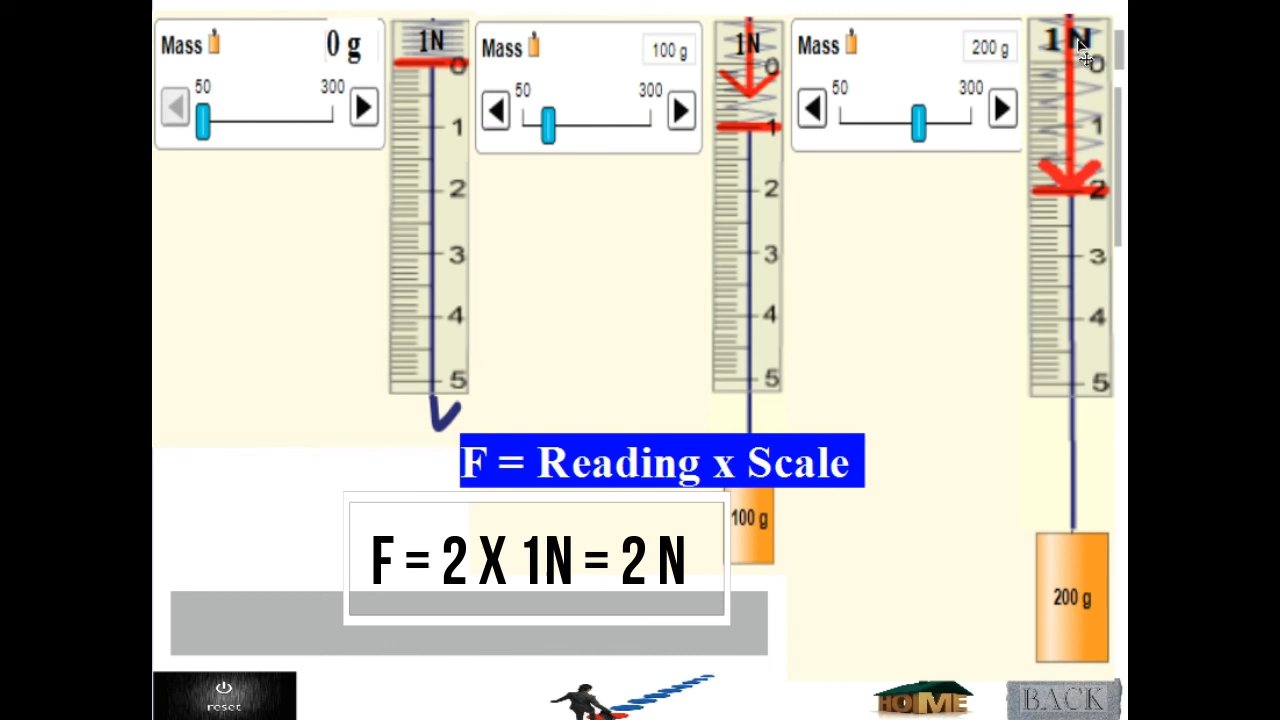 Mass 0 g
50 300
1N
0
1
2
3
4
5
Mass 100 g
50 300
1N
0
1
2
3
4
5
100 g
Mass 200 g
50 300
1N
0
1
2
3
4
5
200 g
F = Reading x Scale
F = 2 X 1N = 2 N
reset
HOME
BACK